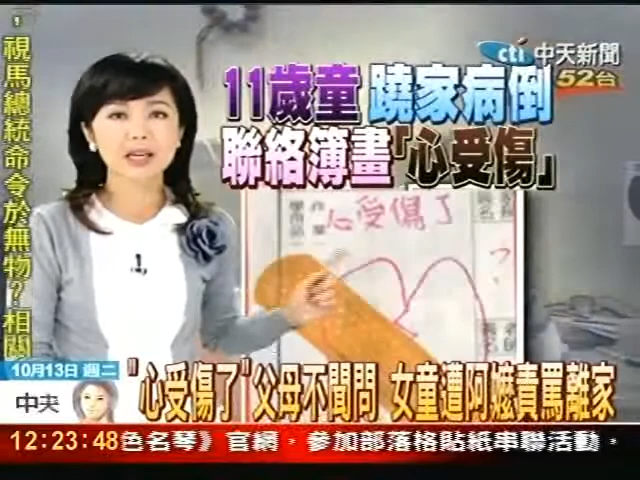 ，視馬總統命令於無物？相關
cti 中天新聞
52台
11歲童 蹺家病倒
聯絡簿畫「心受傷」
心受傷了
10月13日 週二
中央
"心受傷了"父母不聞問 女童遭阿嬤責罵離家
12:23:48 色名琴》官網，參加部落格貼紙串聯活動，